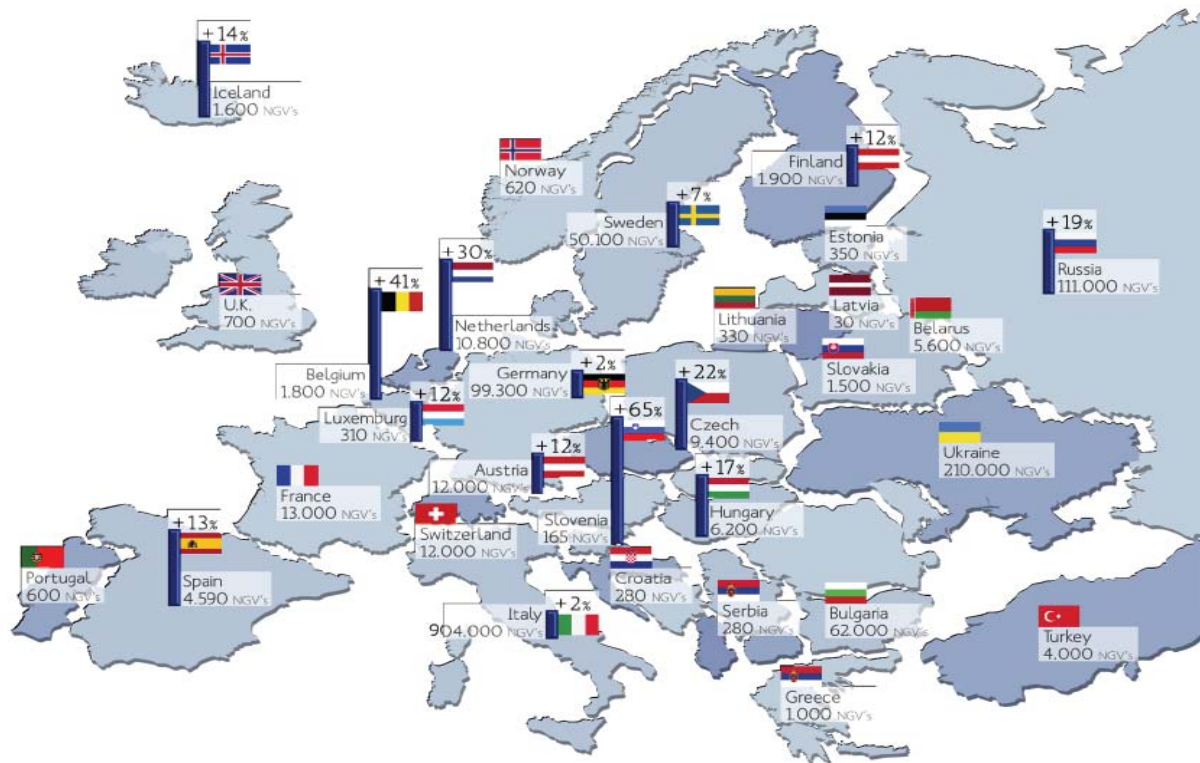 +14%
Iceland
1.600 NGV's
Norway
620 NGV's
+12%
Finland
1.900 NGV's
+7%
Sweden
50.100 NGV's
Estonia
350 NGV's
+19%
Russia
111.000 NGV's
U.K.
700 NGV's
+41%
Belgium
1.800 NGV's
+30%
Netherlands
10.800 NGV's
Lithuania
330 NGV's
Latvia
30 NGV's
Belarus
5.600 NGV's
Slovakia
1.500 NGV's
+12%
Luxemburg
310 NGV's
+2%
Germany
99.300 NGV's
+22%
Czech
9.400 NGV's
+65%
Slovenia
165 NGV's
Ukraine
210.000 NGV's
France
13.000 NGV's
+12%
Austria
12.000 NGV's
Switzerland
12.000 NGV's
+17%
Hungary
6.200 NGV's
Portugal
600 NGV's
+13%
Spain
4.590 NGV's
+2%
Italy
904.000 NGV's
Croatia
280 NGV's
Serbia
280 NGV's
Bulgaria
62.000 NGV's
Turkey
4.000 NGV's
Greece
1.000 NGV's